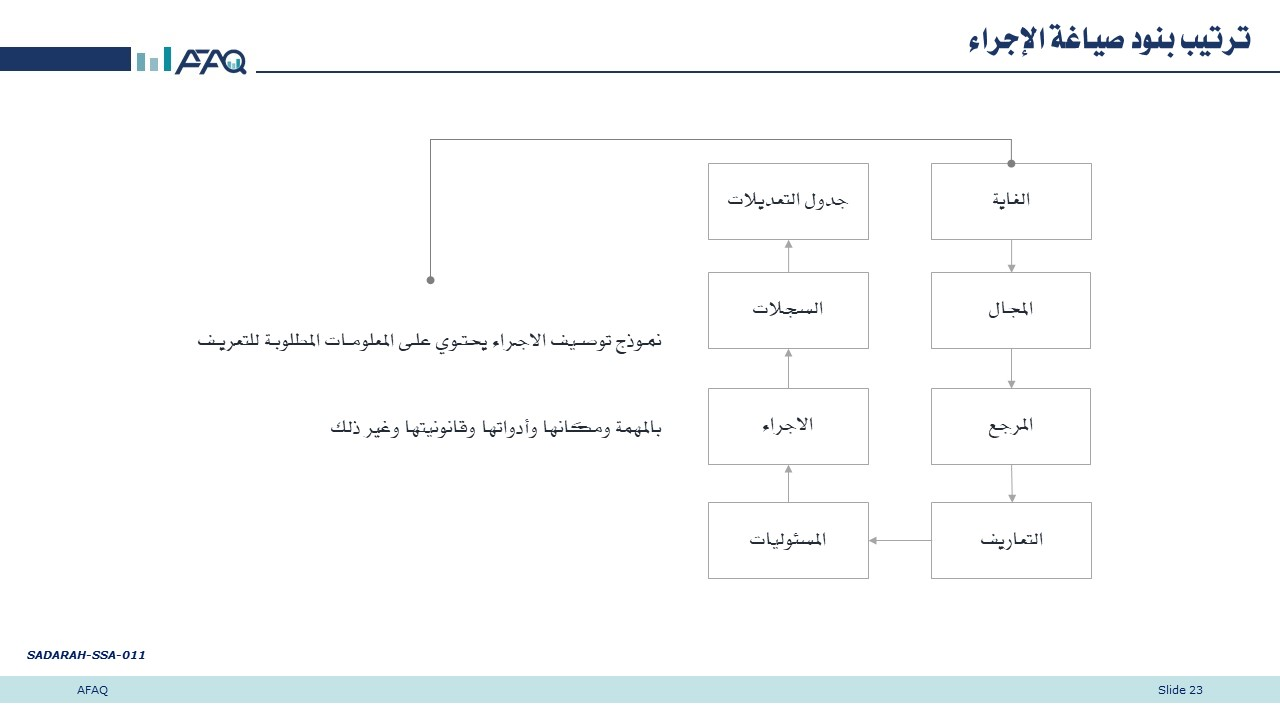 ترتيب بنود صياغة الإجراء
AFAQ
الغاية
المجال
المرجع
التعاريف
المسئوليات
الاجراء
السجلات
جدول التعديلات
نموذج توصيف الاجراء يحتوي على المعلومات المطلوبة للتعريف
بالمهمة ومكانها وأدواتها وقانونيتها وغير ذلك
SADARAH-SSA-011
AFAQ
Slide 23